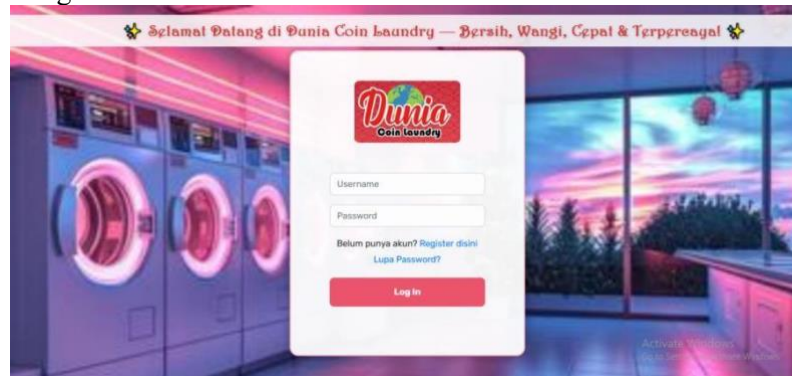 ✨ Selamat Datang di Dunia Coin Laundry — Bersih, Wangi, Cepat & Terpercaya! ✨
Dunia
Coin Laundry
Username
Password
Belum punya akun? Register disini
Lupa Password?
Log In
Activate Windows